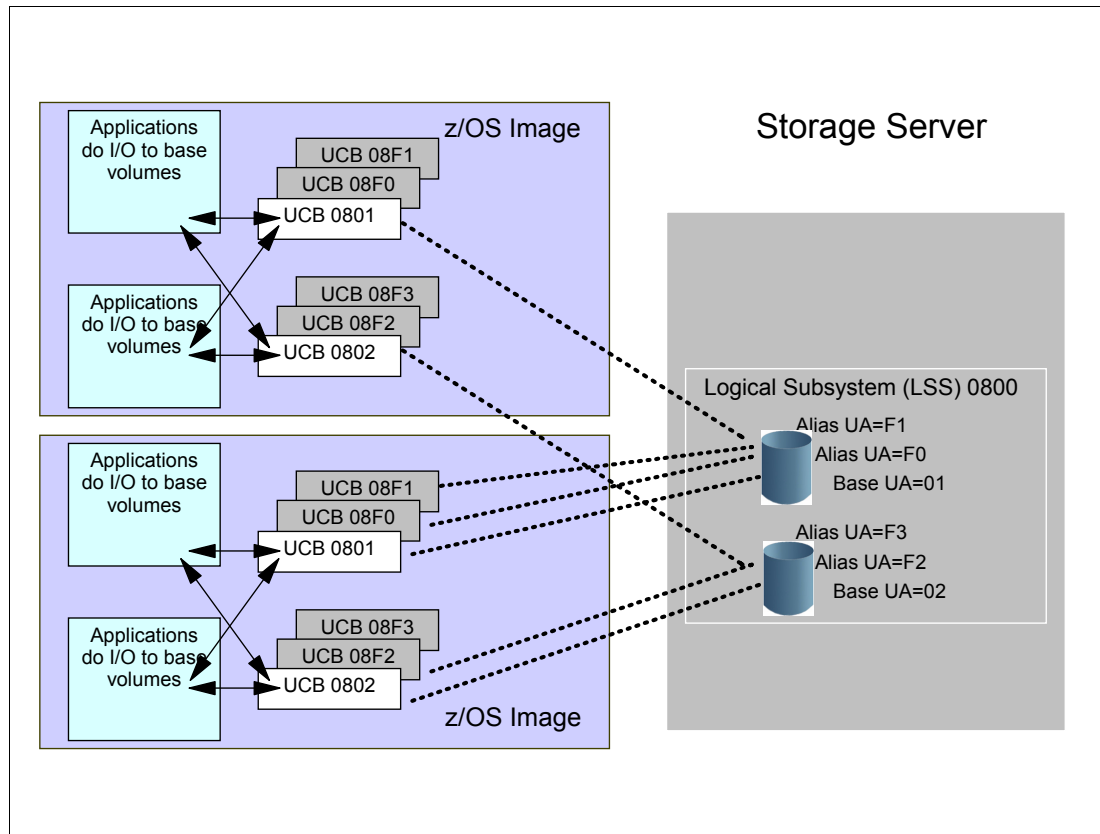 z/OS Image
Applications
do I/O to base
volumes
UCB 08F1
UCB 08F0
UCB 0801
Applications
do I/O to base
volumes
UCB 08F3
UCB 08F2
UCB 0802
Applications
do I/O to base
volumes
UCB 08F1
UCB 08F0
UCB 0801
Applications
do I/O to base
volumes
UCB 08F3
UCB 08F2
UCB 0802
z/OS Image
Storage Server
Logical Subsystem (LSS) 0800
Alias UA=F1
Alias UA=F0
Base UA=01
Alias UA=F3
Alias UA=F2
Base UA=02